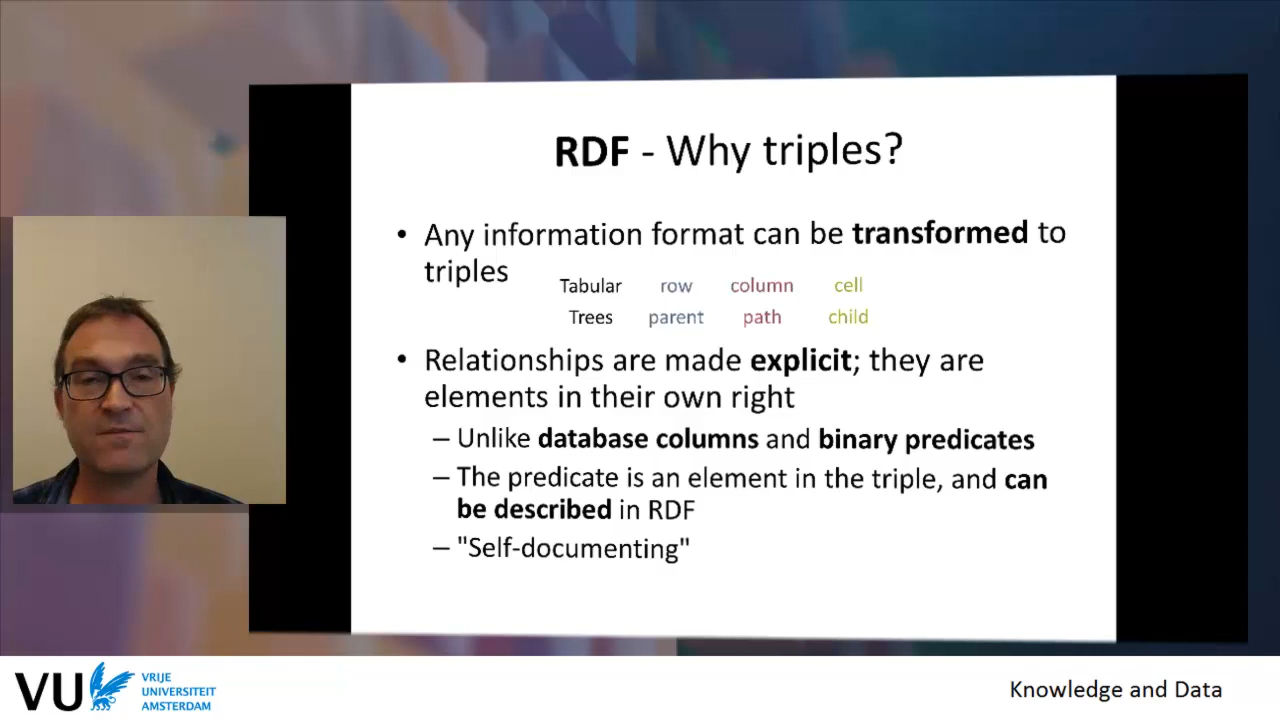 RDF - Why triples?
• Any information format can be transformed to
triples
Tabular row column cell
Trees parent path child
• Relationships are made explicit; they are
elements in their own right
– Unlike database columns and binary predicates
– The predicate is an element in the triple, and can
be described in RDF
– "Self-documenting"
VU
VRIJE
UNIVERSITEIT
AMSTERDAM
Knowledge and Data